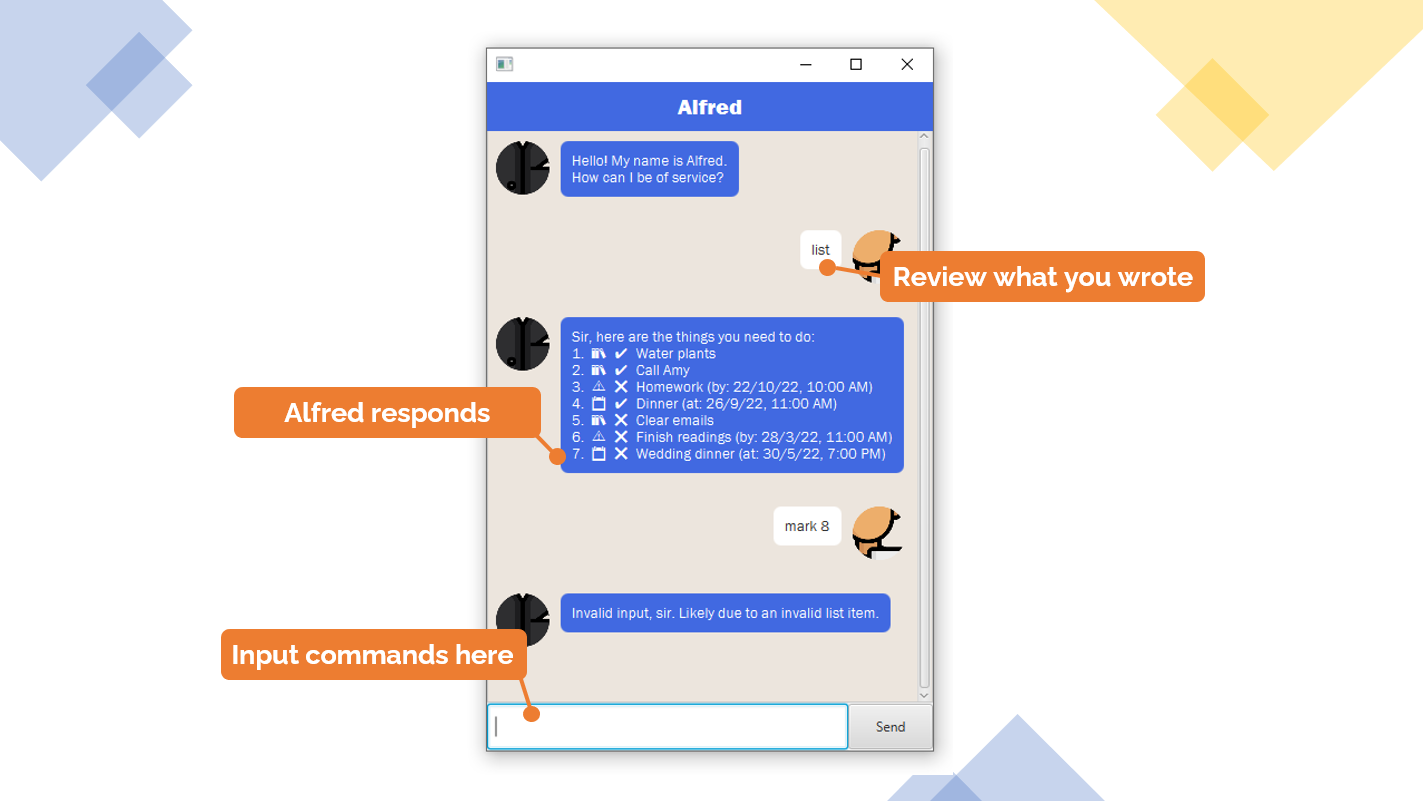 Alfred
Hello! My name is Alfred.
How can I be of service?
list
Review what you wrote
Sir, here are the things you need to do:
1. ✔ Water plants
2. ✔ Call Amy
3. ⚠ ✖ Homework (by: 22/10/22, 10:00 AM)
4. ✔ Dinner (at: 26/9/22, 11:00 AM)
5. ✖ Clear emails
6. ⚠ ✖ Finish readings (by: 28/3/22, 11:00 AM)
7. ✖ Wedding dinner (at: 30/5/22, 7:00 PM)
Alfred responds
mark 8
Invalid input, sir. Likely due to an invalid list item.
Input commands here
Send